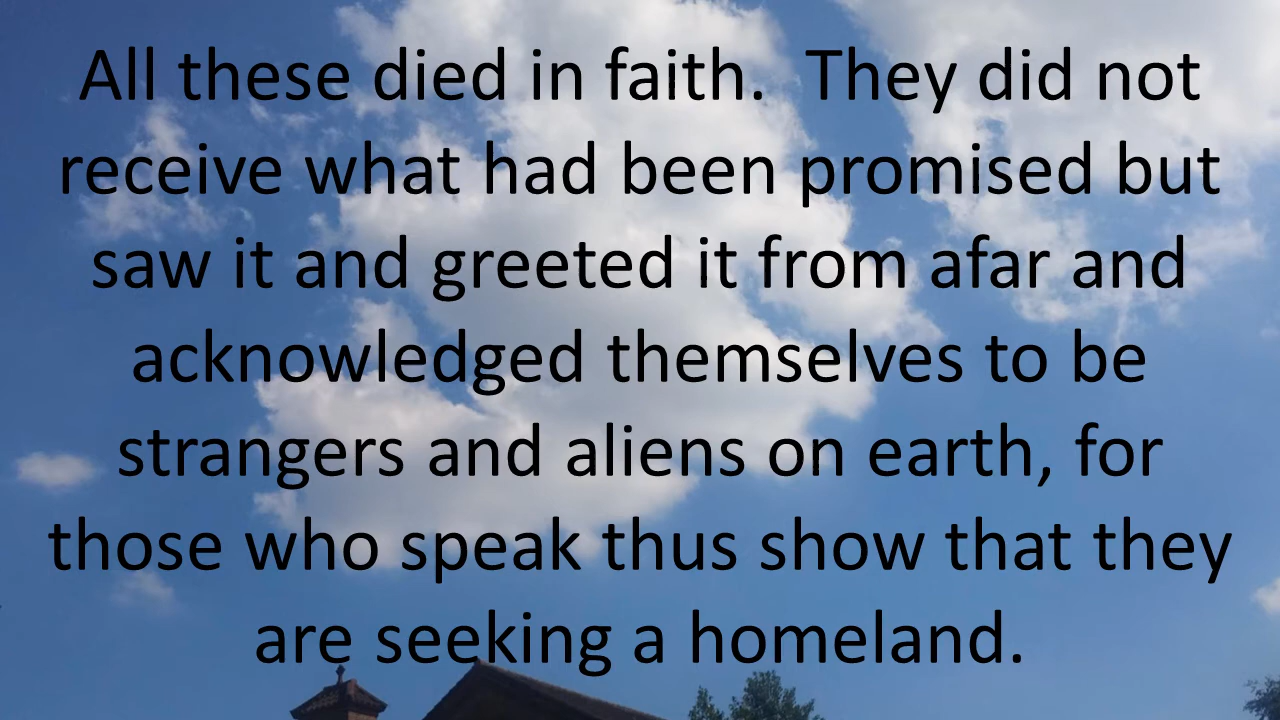 All these died in faith.  They did not
receive what had been promised but
saw it and greeted it from afar and
acknowledged themselves to be
strangers and aliens on earth, for
those who speak thus show that they
are seeking a homeland.